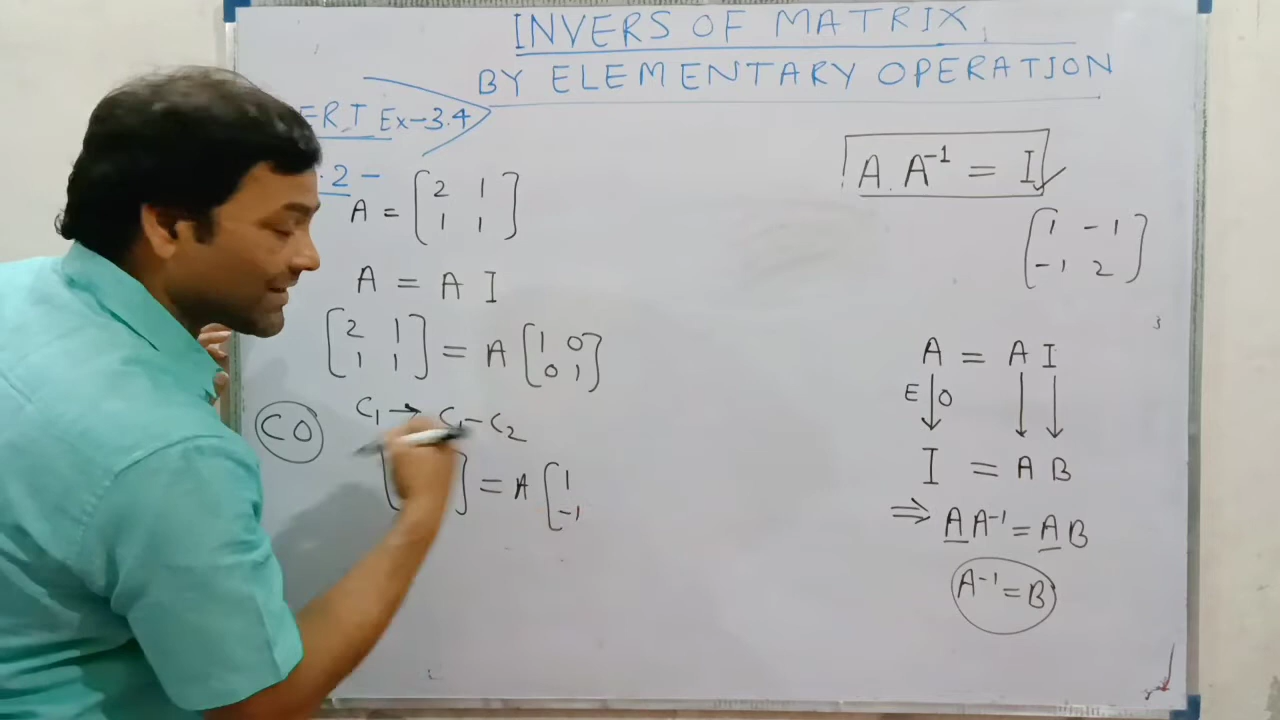 INVERS OF MATRIX
BY ELEMENTARY OPERATION
ERT Ex-3.4
.2 -
A = [2 1
1 1]
A = A I
[2 1
1 1] = A [1 0
0 1]
CO C₁ → C₁ - C₂
[ ] = A [1
-1
A. A⁻¹ = I
[1 -1
-1 2]
A = A I
E O
I = A B
⇒ A A⁻¹ = A B
A⁻¹ = B